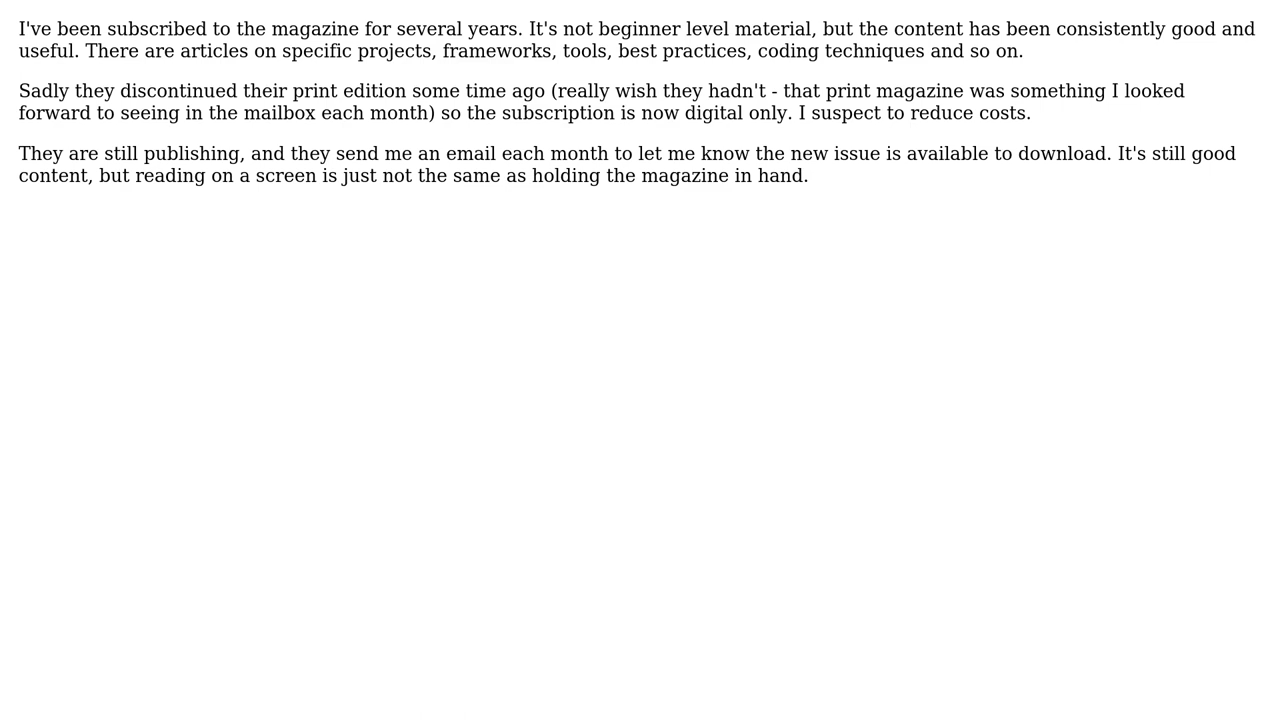 I've been subscribed to the magazine for several years. It's not beginner level material, but the content has been consistently good and
useful. There are articles on specific projects, frameworks, tools, best practices, coding techniques and so on.
Sadly they discontinued their print edition some time ago (really wish they hadn't - that print magazine was something I looked
forward to seeing in the mailbox each month) so the subscription is now digital only. I suspect to reduce costs.
They are still publishing, and they send me an email each month to let me know the new issue is available to download. It's still good
content, but reading on a screen is just not the same as holding the magazine in hand.